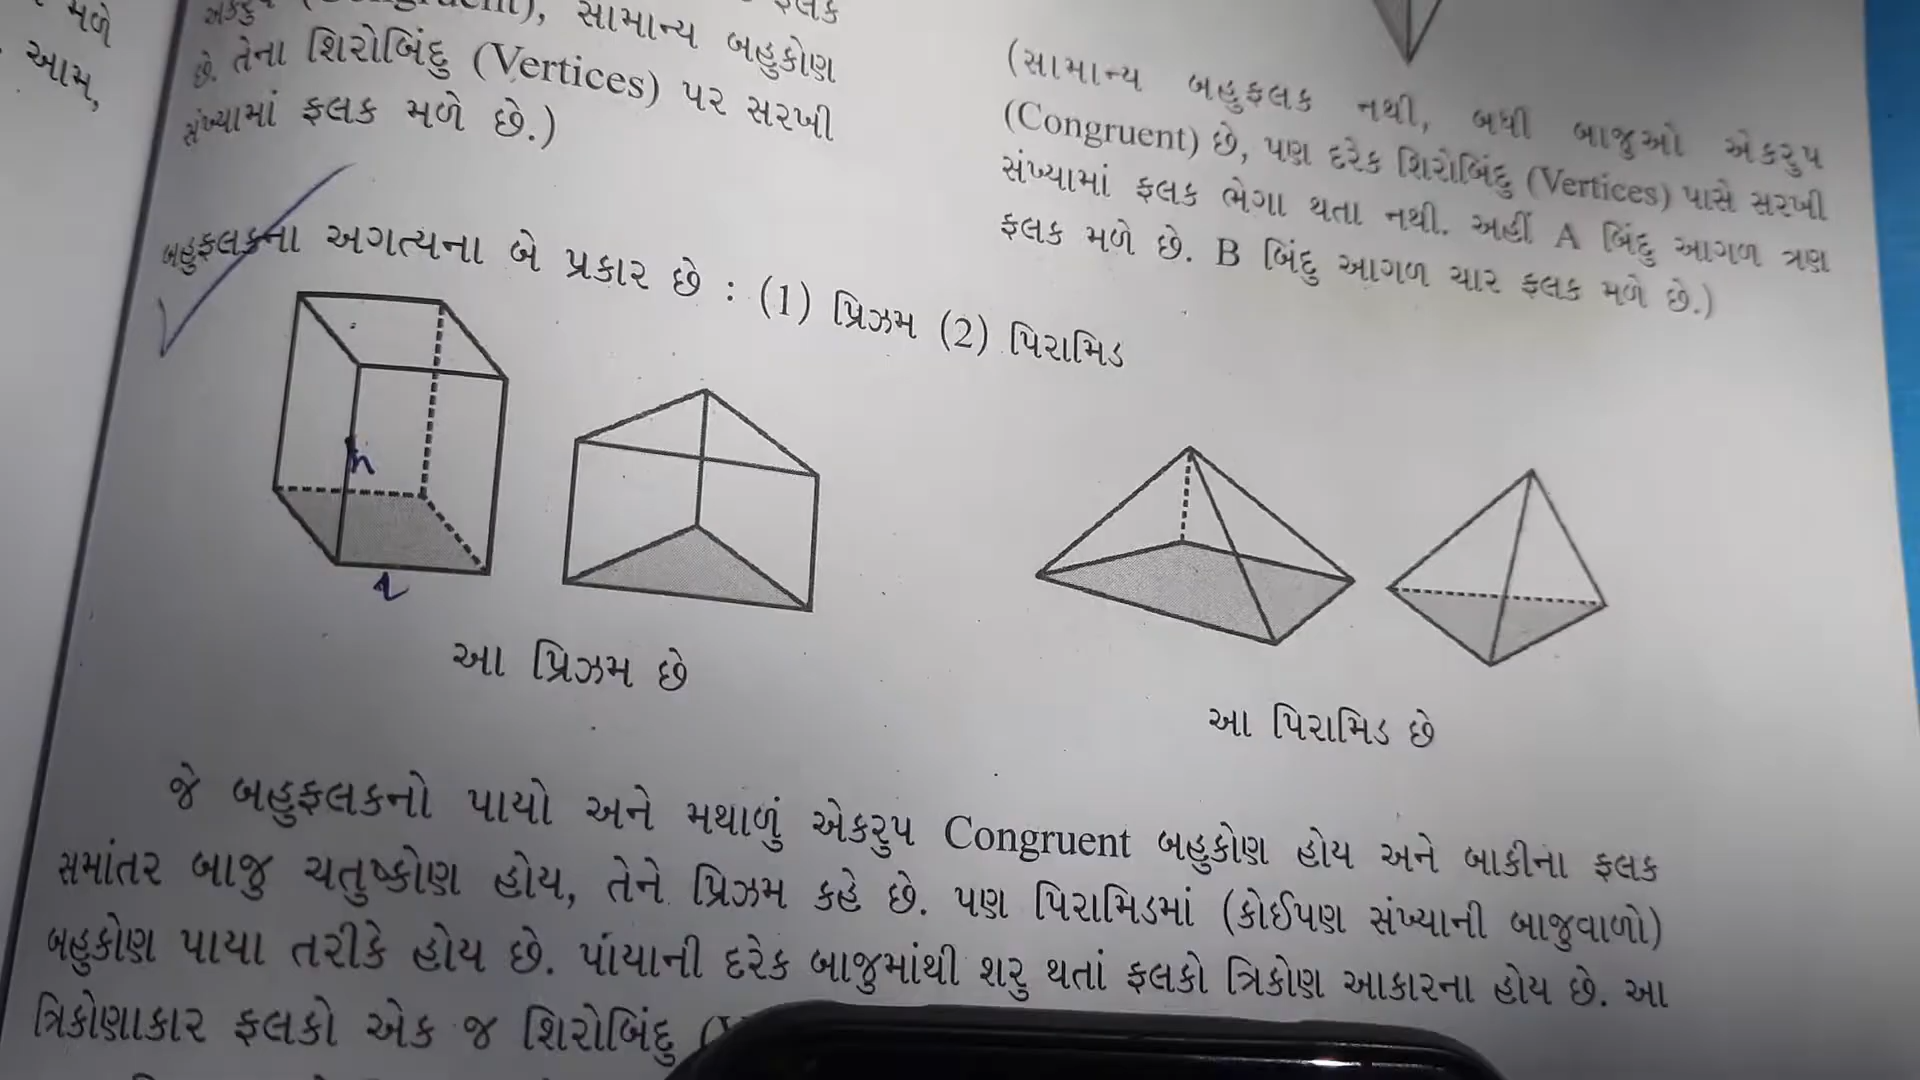 મળે
આમ,
ફલક
(Congruent), સામાન્ય બહુકોણ
છે. તેના શિરોબિંદુ (Vertices) પર સરખી
સંખ્યામાં ફલક મળે છે.)
(સામાન્ય બહુફલક નથી, બધી બાજુઓ એકરુપ
(Congruent) છે, પણ દરેક શિરોબિંદુ (Vertices) પાસે સરખી
સંખ્યામાં ફલક ભેગા થતા નથી. અહીં A બિંદુ આગળ ત્રણ
ફલક મળે છે. B બિંદુ આગળ ચાર ફલક મળે છે.)
બહુફલકના અગત્યના બે પ્રકાર છે : (1) પ્રિઝમ (2) પિરામિડ
h
આ પ્રિઝમ છે
આ પિરામિડ છે
જે બહુફલકનો પાયો અને મથાળું એકરુપ Congruent બહુકોણ હોય અને બાકીના ફલક
સમાંતર બાજુ ચતુષ્કોણ હોય, તેને પ્રિઝમ કહે છે. પણ પિરામિડમાં (કોઈપણ સંખ્યાની બાજુવાળો)
બહુકોણ પાયા તરીકે હોય છે. પાંયાની દરેક બાજુમાંથી શરુ થતાં ફલકો ત્રિકોણ આકારના હોય છે. આ
ત્રિકોણાકાર ફલકો એક જ શિરોબિંદુ